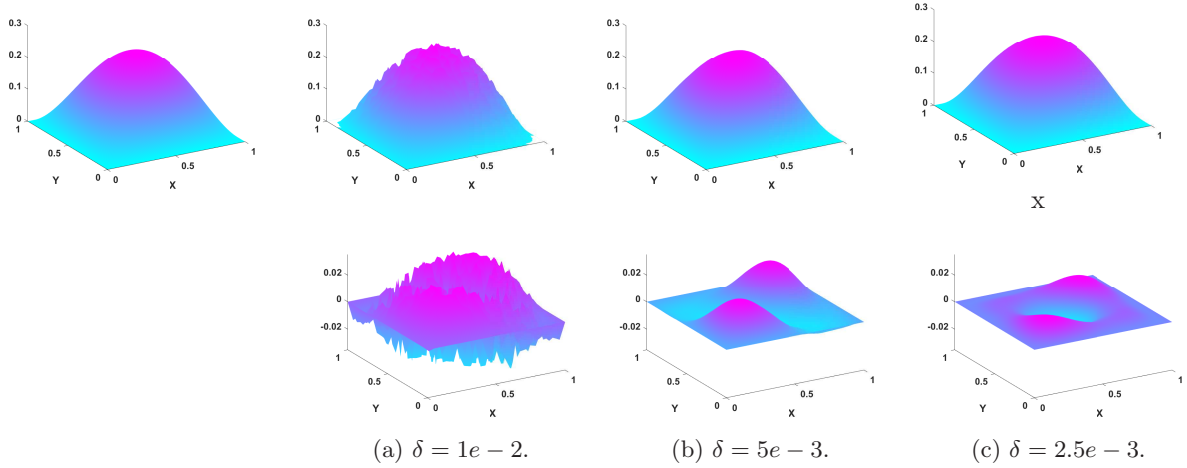 0.3 0.3 0.3 0.3
0.2 0.2 0.2 0.2
0.1 0.1 0.1 0.1
0 0 0 0
1 1 1 1
0.5 0.5 0.5 0.5
0 0 0 0
0 0 0 0
0.5 0.5 0.5 0.5
1 1 1 1
Y X Y X Y X Y X
x
0.02 0.02 0.02
0 0 0
-0.02 -0.02 -0.02
1 1 1
0.5 0.5 0.5
0 0 0
0 0 0
0.5 0.5 0.5
1 1 1
Y X Y X Y X
(a) δ = 1e − 2. (b) δ = 5e − 3. (c) δ = 2.5e − 3.